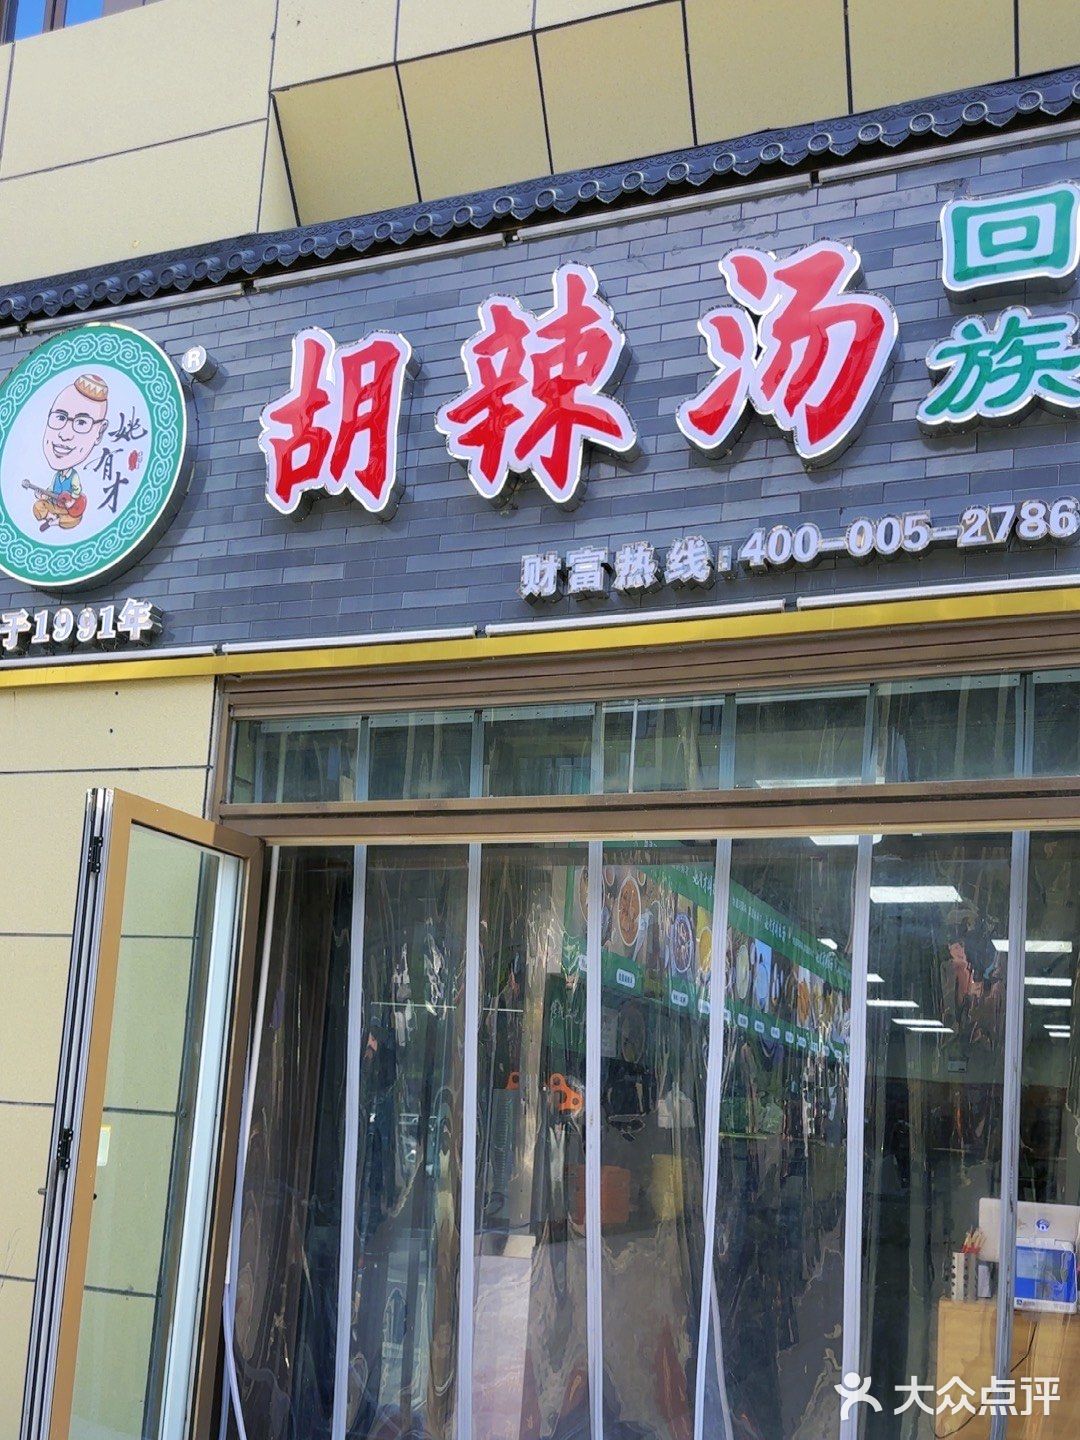 姚有才
®
胡辣汤
回族
财富热线:400-005-2786
于1991年
大众点评